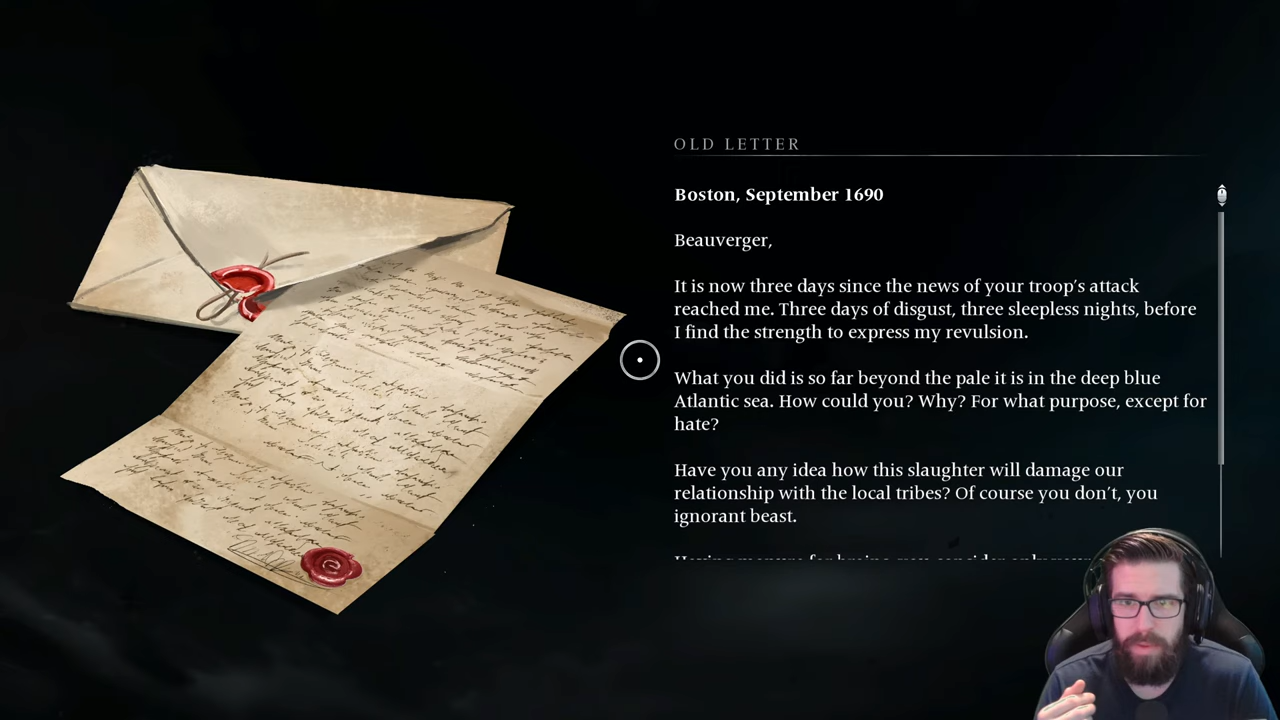 OLD LETTER
Boston, September 1690
Beauverger,
It is now three days since the news of your troop's attack
reached me. Three days of disgust, three sleepless nights, before
I find the strength to express my revulsion.
What you did is so far beyond the pale it is in the deep blue
Atlantic sea. How could you? Why? For what purpose, except for
hate?
Have you any idea how this slaughter will damage our
relationship with the local tribes? Of course you don't, you
ignorant beast.